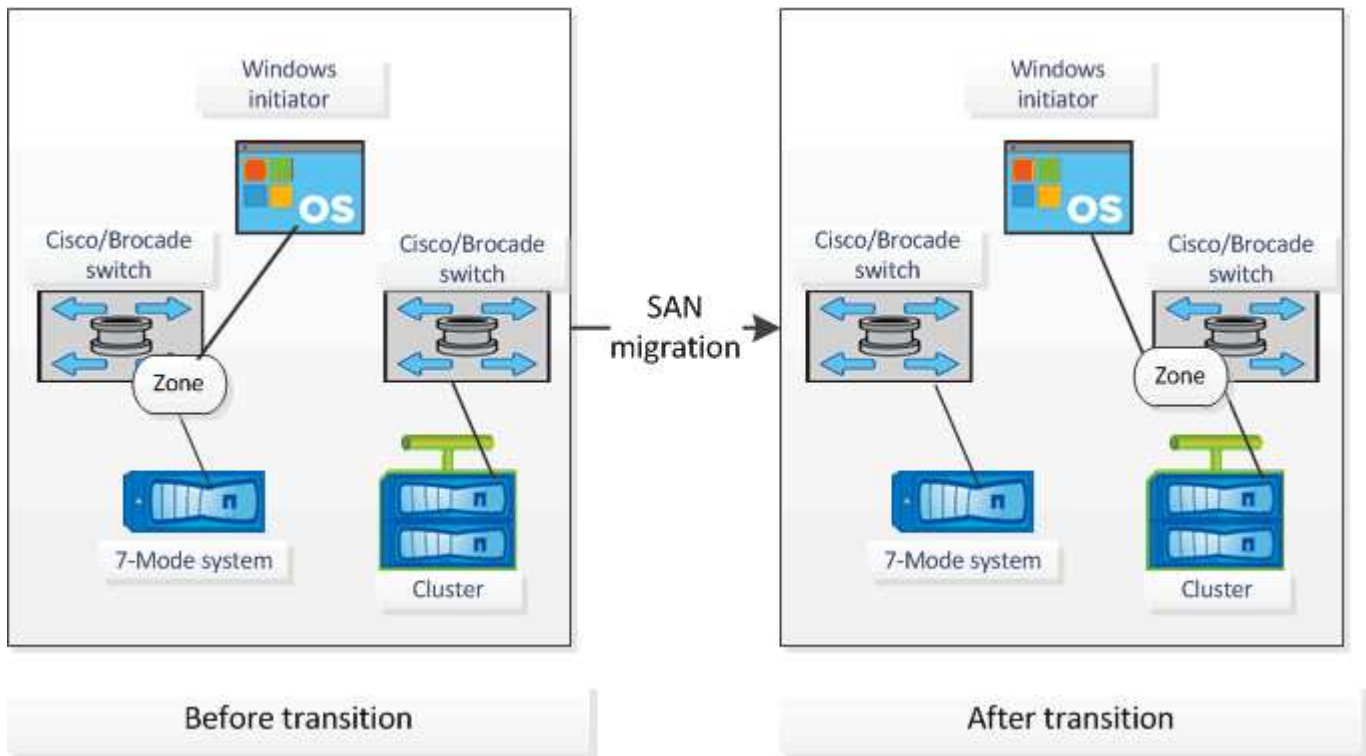 Windows
initiator
Cisco/Brocade
switch
Cisco/Brocade
switch
OS
Zone
n
7-Mode system
n
n
Cluster
Before transition
SAN
migration
Windows
initiator
OS
Cisco/Brocade
switch
Cisco/Brocade
switch
Zone
n
7-Mode system
n
n
Cluster
After transition